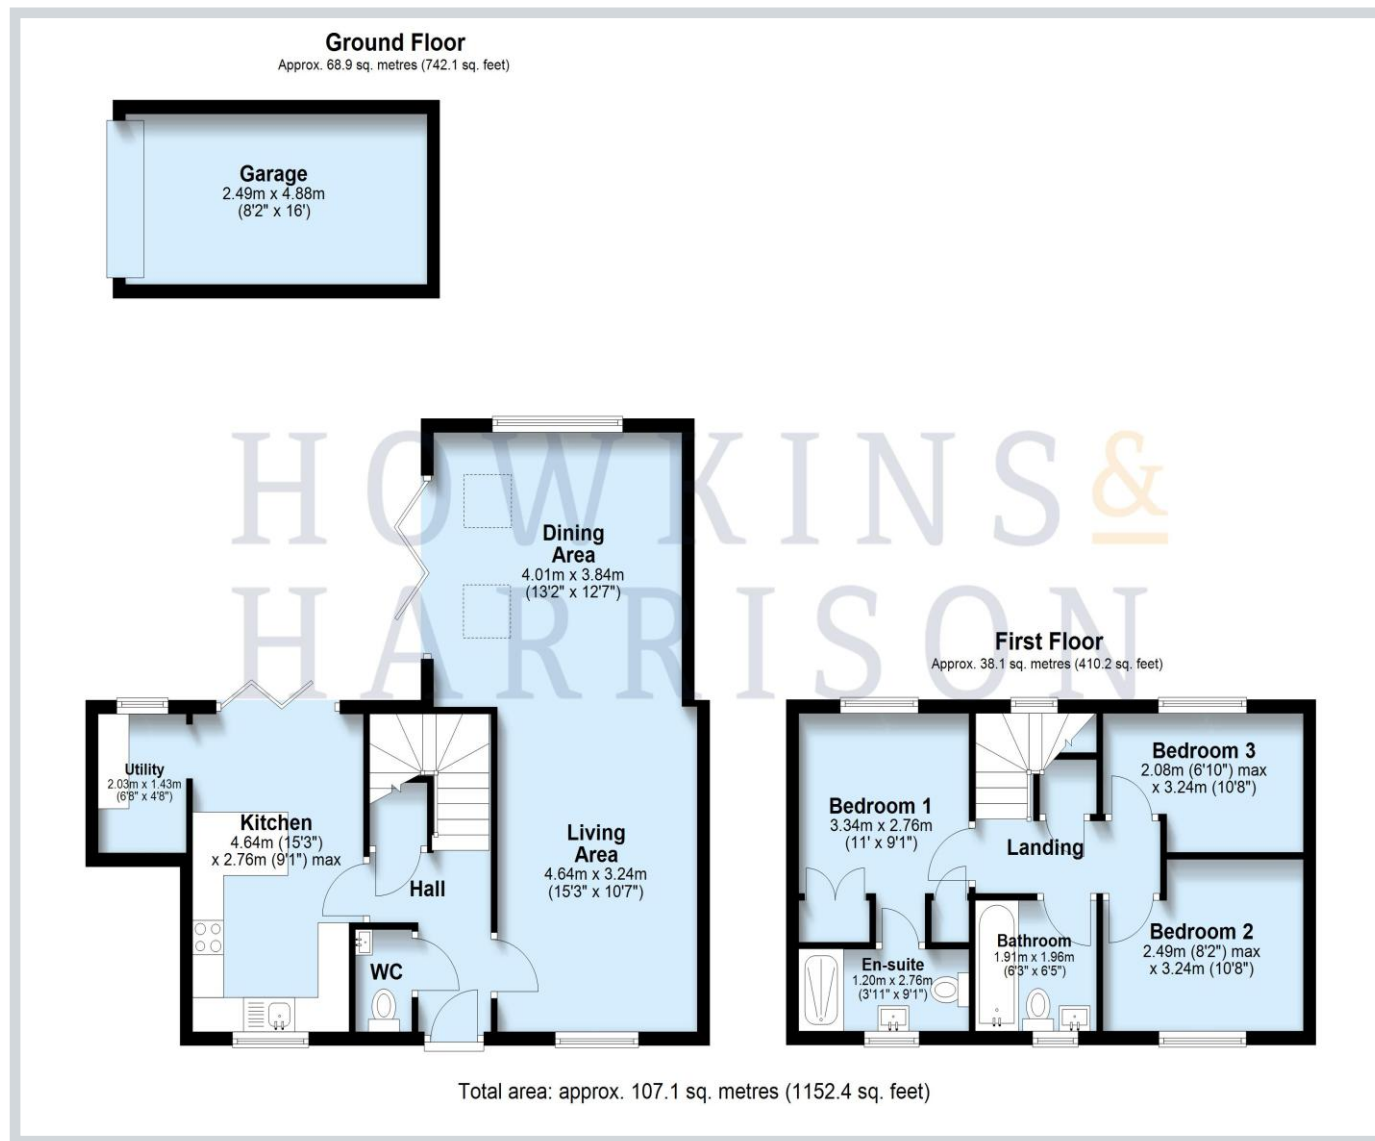 Ground Floor
Approx. 68.9 sq. metres (742.1 sq. feet)
Garage
2.49m x 4.88m
(8'2" x 16')
HOWKINS &
HARRISON
Dining
Area
4.01m x 3.84m
(13'2" x 12'7")
First Floor
Approx. 38.1 sq. metres (410.2 sq. feet)
Utility
2.03m x 1.43m
(6'8" x 4'8")
Kitchen
4.64m (15'3")
x 2.76m (9'1") max
Hall
WC
Living
Area
4.64m x 3.24m
(15'3" x 10'7")
Bedroom 1
3.34m x 2.76m
(11' x 9'1")
Landing
Bedroom 3
2.08m (6'10") max
x 3.24m (10'8")
Bedroom 2
2.49m (8'2") max
x 3.24m (10'8")
Bathroom
1.91m x 1.96m
(6'3" x 6'5")
En-suite
1.20m x 2.76m
(3'11" x 9'1")
Total area: approx. 107.1 sq. metres (1152.4 sq. feet)